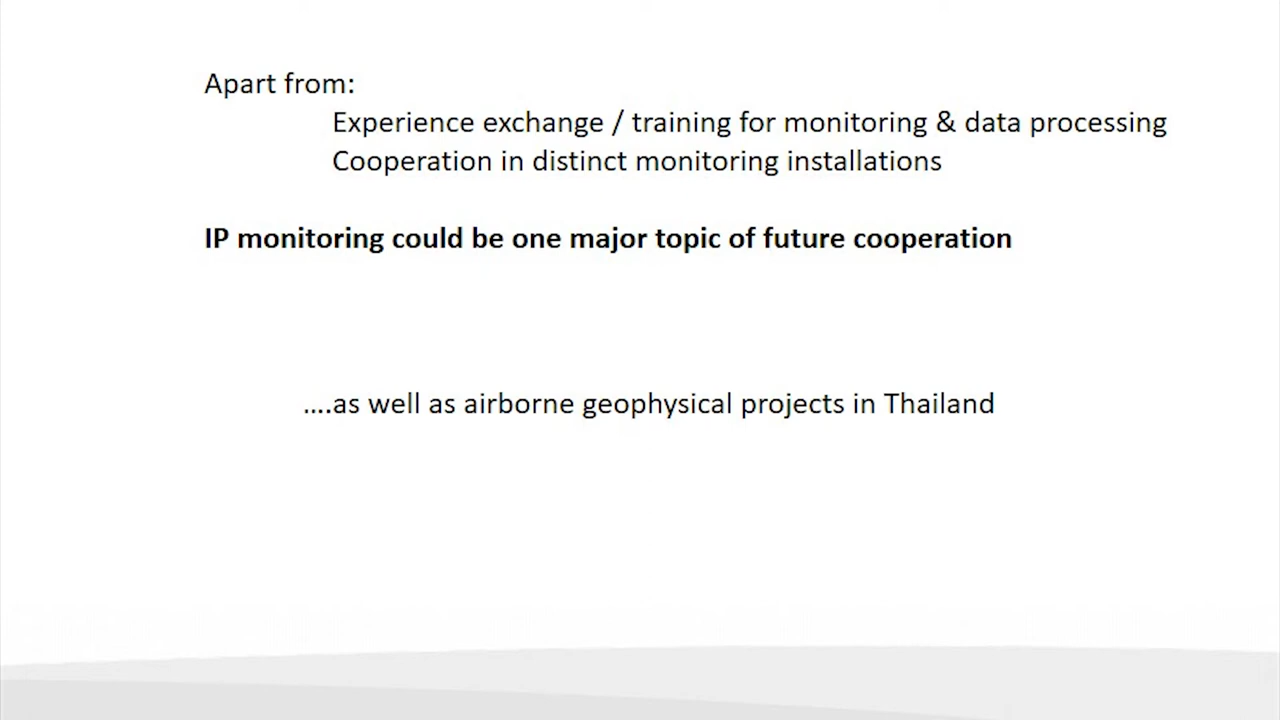 Apart from:
Experience exchange / training for monitoring & data processing
Cooperation in distinct monitoring installations
IP monitoring could be one major topic of future cooperation
....as well as airborne geophysical projects in Thailand